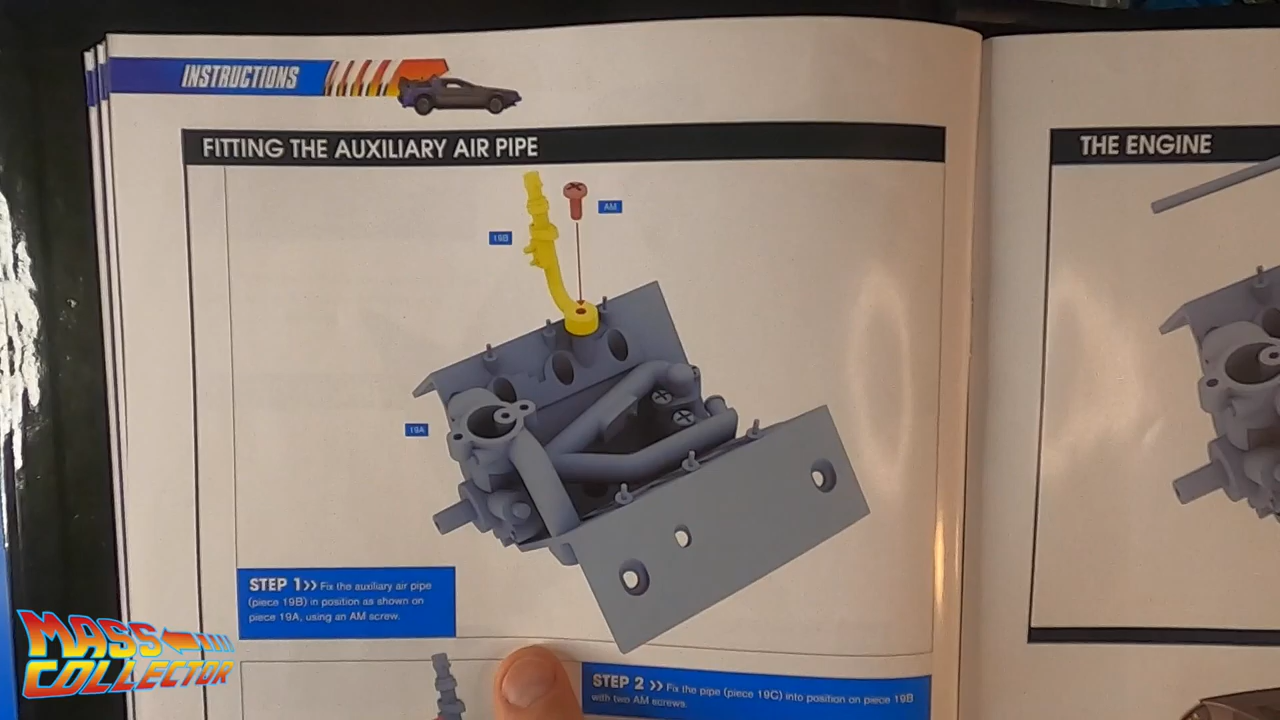 INSTRUCTIONS
FITTING THE AUXILIARY AIR PIPE
THE ENGINE
AM
19B
19A
STEP 1>> Fix the auxiliary air pipe
(piece 19B) in position as shown on
piece 19A, using an AM screw.
STEP 2 >> Fix the pipe (piece 19C) into position on piece 19B
with two AM screws.
MASS
COLLECTOR